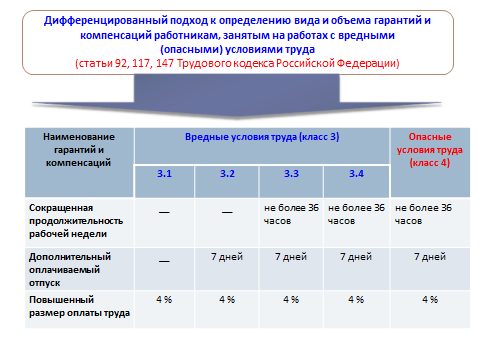 Дифференцированный подход к определению вида и объема гарантий и
компенсаций работникам, занятым на работах с вредными
(опасными) условиями труда
(статьи 92, 117, 147 Трудового кодекса Российской Федерации)
Наименование гарантий и компенсаций
Вредные условия труда (класс 3)
Опасные условия труда (класс 4)
3.1 3.2 3.3 3.4
Сокращенная продолжительность рабочей недели
— — не более 36 часов не более 36 часов не более 36 часов
Дополнительный оплачиваемый отпуск
— 7 дней 7 дней 7 дней 7 дней
Повышенный размер оплаты труда
4 % 4 % 4 % 4 % 4 %